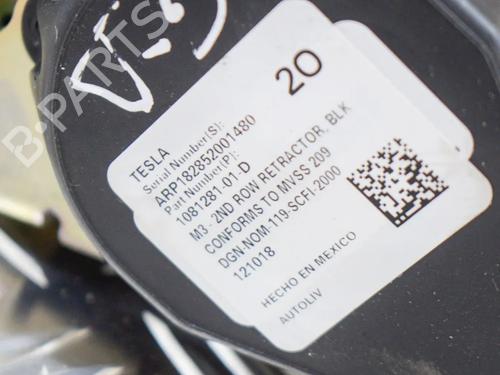 20
TESLA
Serial Number(S):
ARP182852001480
Part Number(P):
1081281-01-D
M3 - 2ND ROW RETRACTOR, BLK
CONFORMS TO MVSS 209
DGN-NOM-119-SCFI-2000
121018
HECHO EN MEXICO
AUTOLIV
B-PARTS